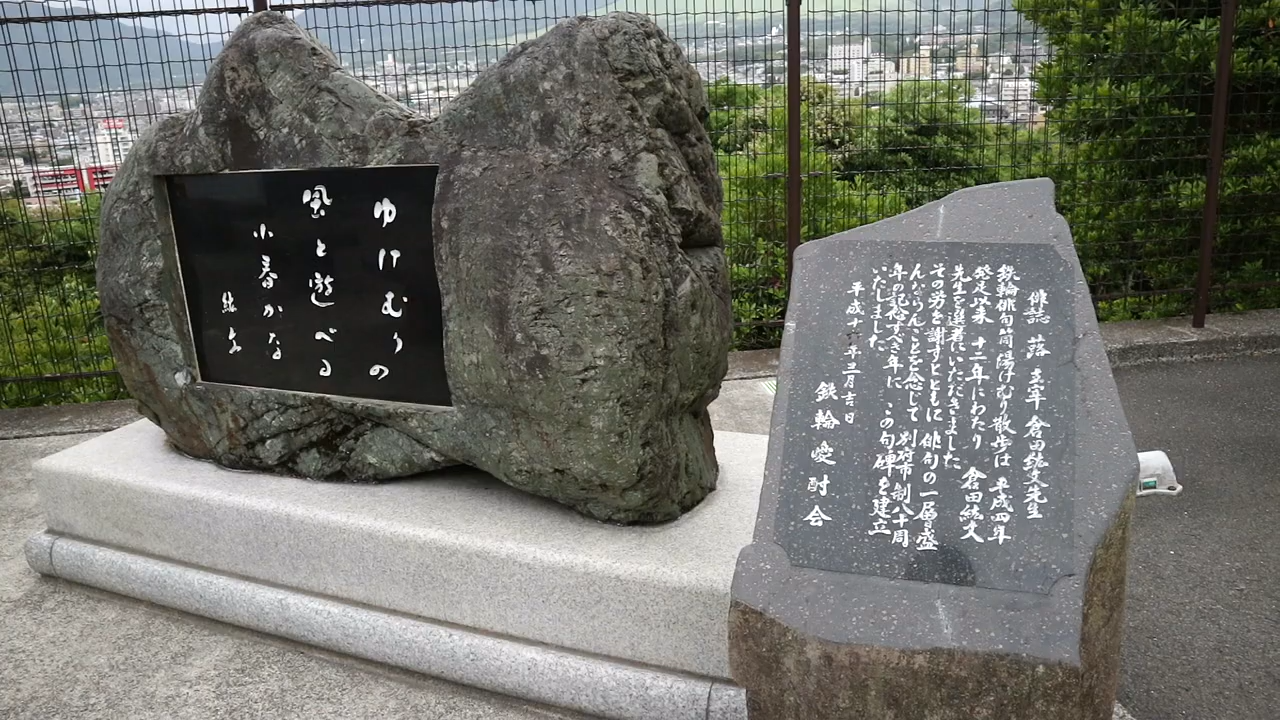 ゆけむりの
風と遊べる
小春かな
紘文
俳誌 蕗 主宰 倉田紘文先生
鉄輪俳句筒湯けむり散歩は 平成四年
発足以来 十二年にわたり 倉田紘文
先生を選者にいただきました
その労を謝すとともに 俳句の一層の盛
んならんことを念じて 別府市制八十周
年の記念すべき年に この句碑を建立
いたしました
平成十 年三月吉日
鉄輪愛酎会